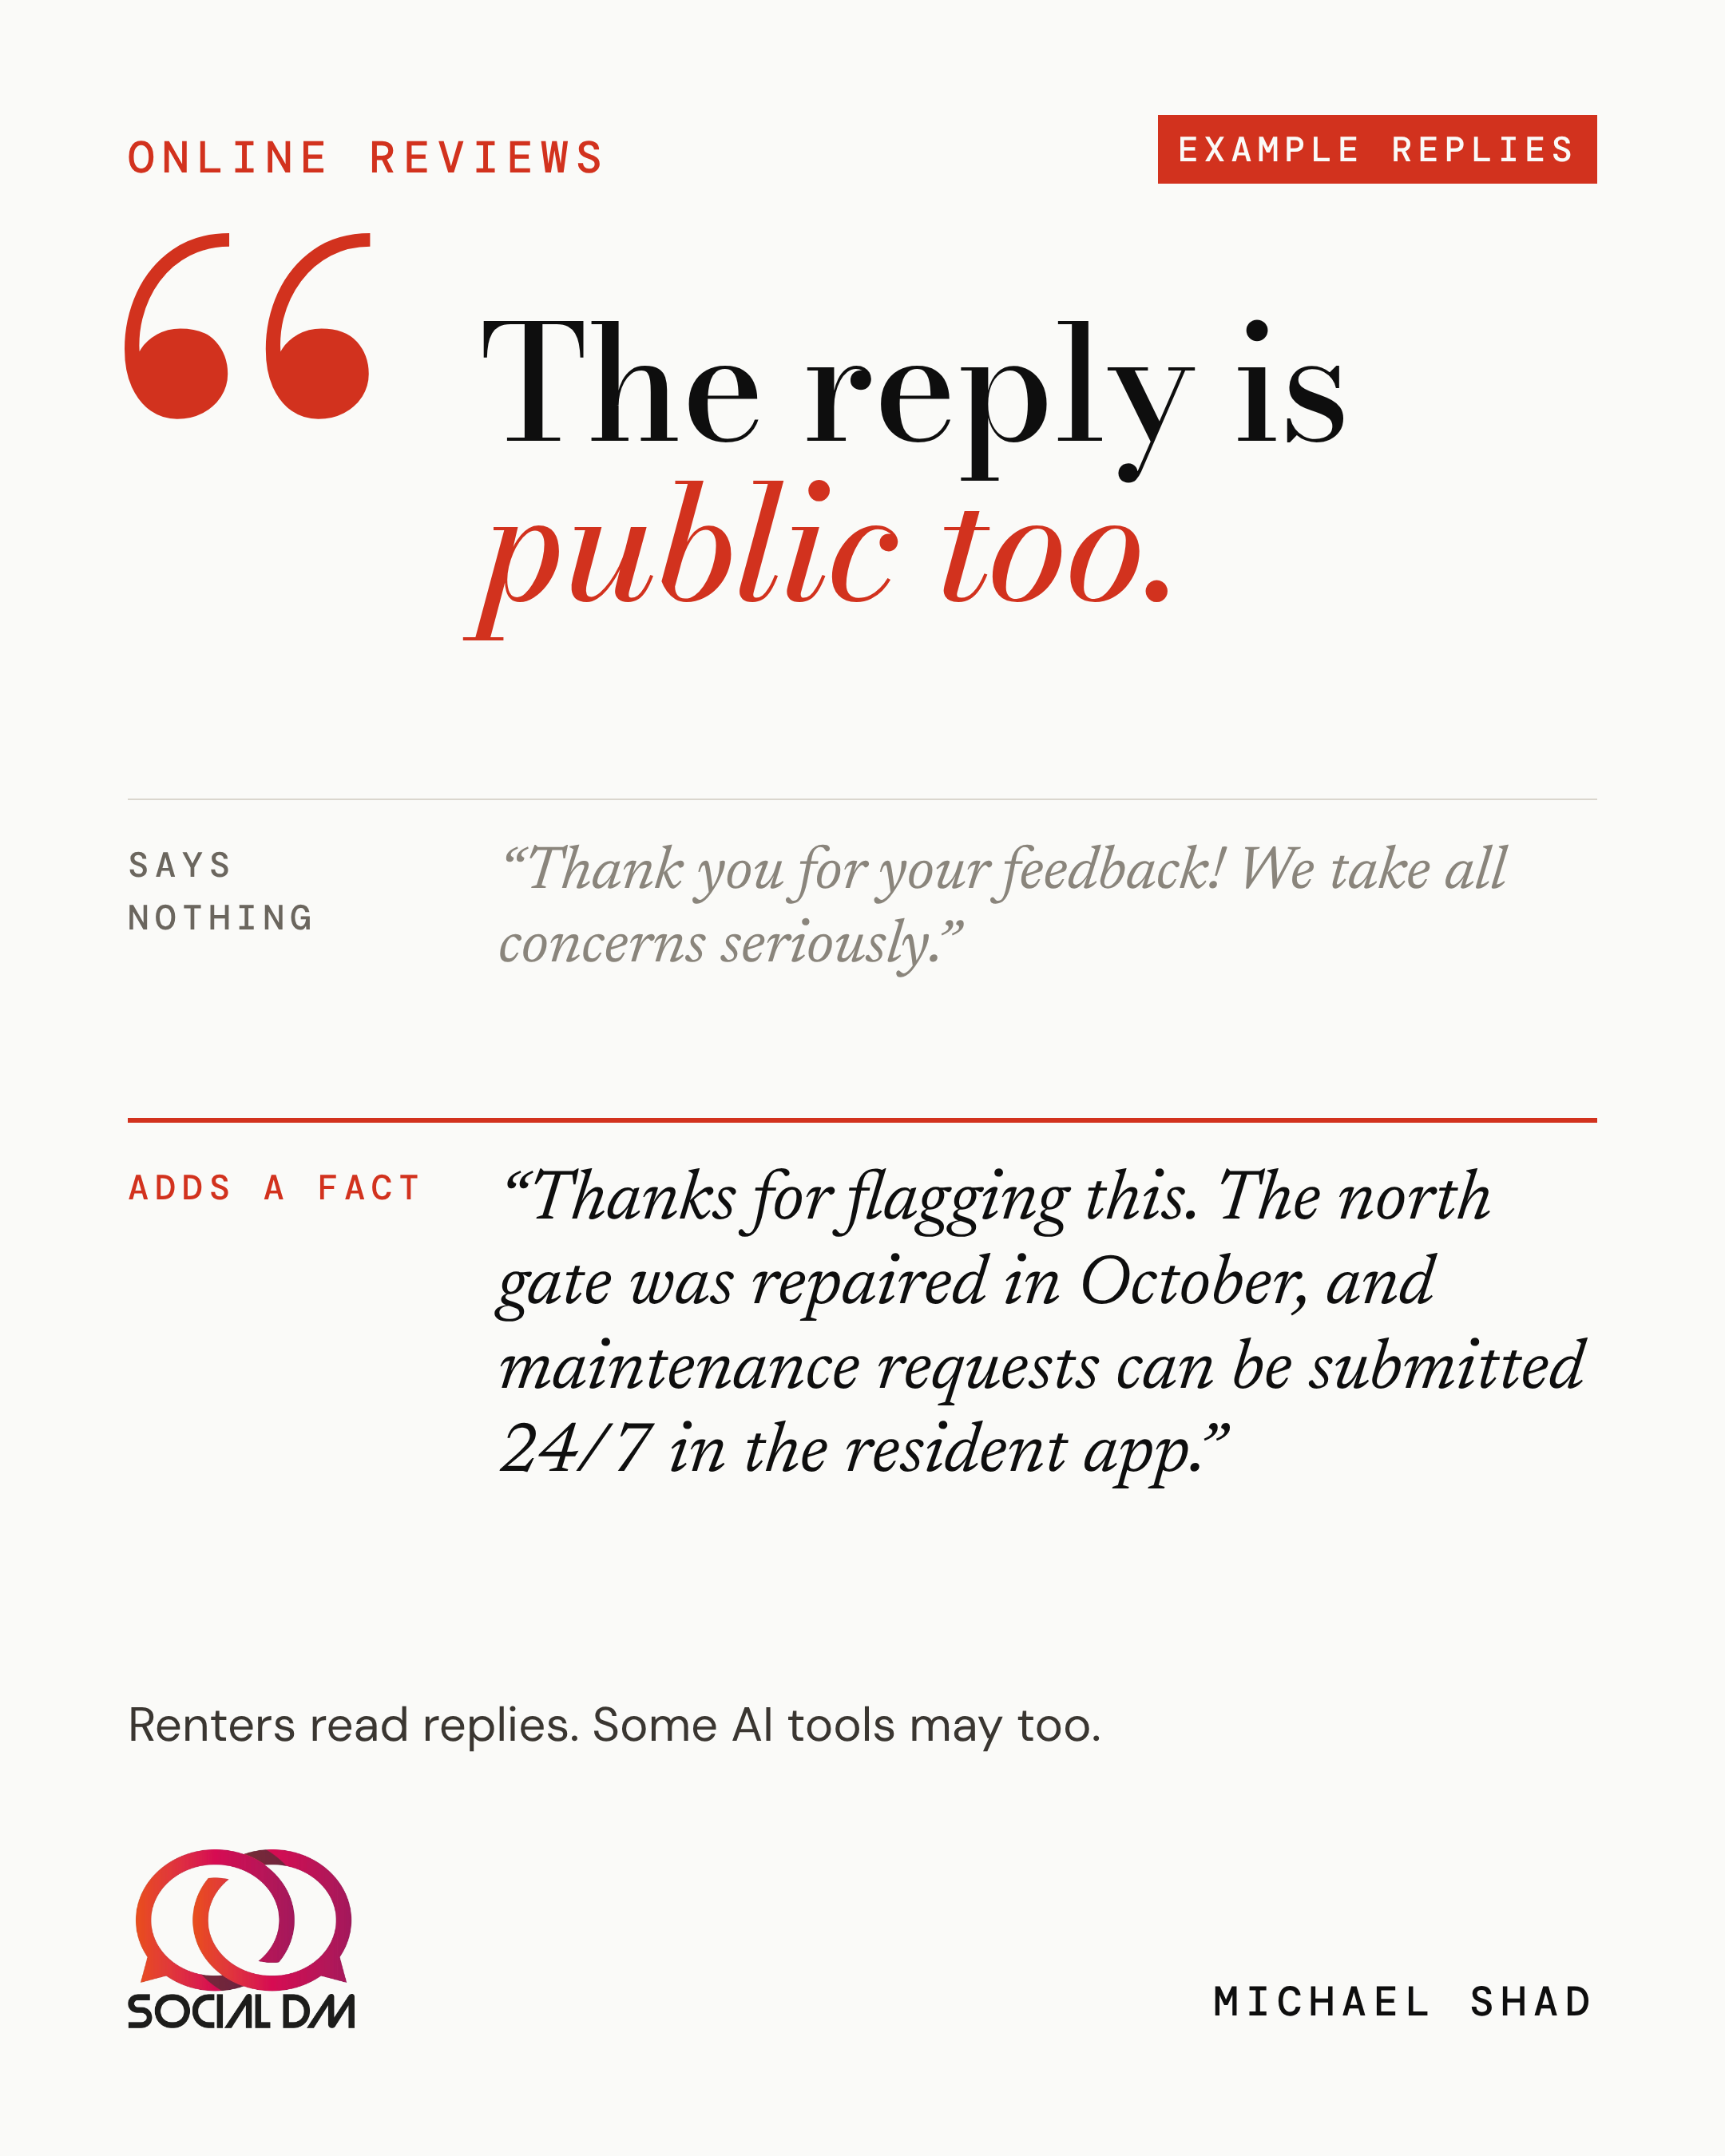 ONLINE REVIEWS
EXAMPLE REPLIES
“
The reply is
public too.
SAYS
NOTHING
“Thank you for your feedback! We take all
concerns seriously.”
ADDS A FACT
“Thanks for flagging this. The north
gate was repaired in October, and
maintenance requests can be submitted
24/7 in the resident app.”
Renters read replies. Some AI tools may too.
SOCIAL DM
MICHAEL SHAD